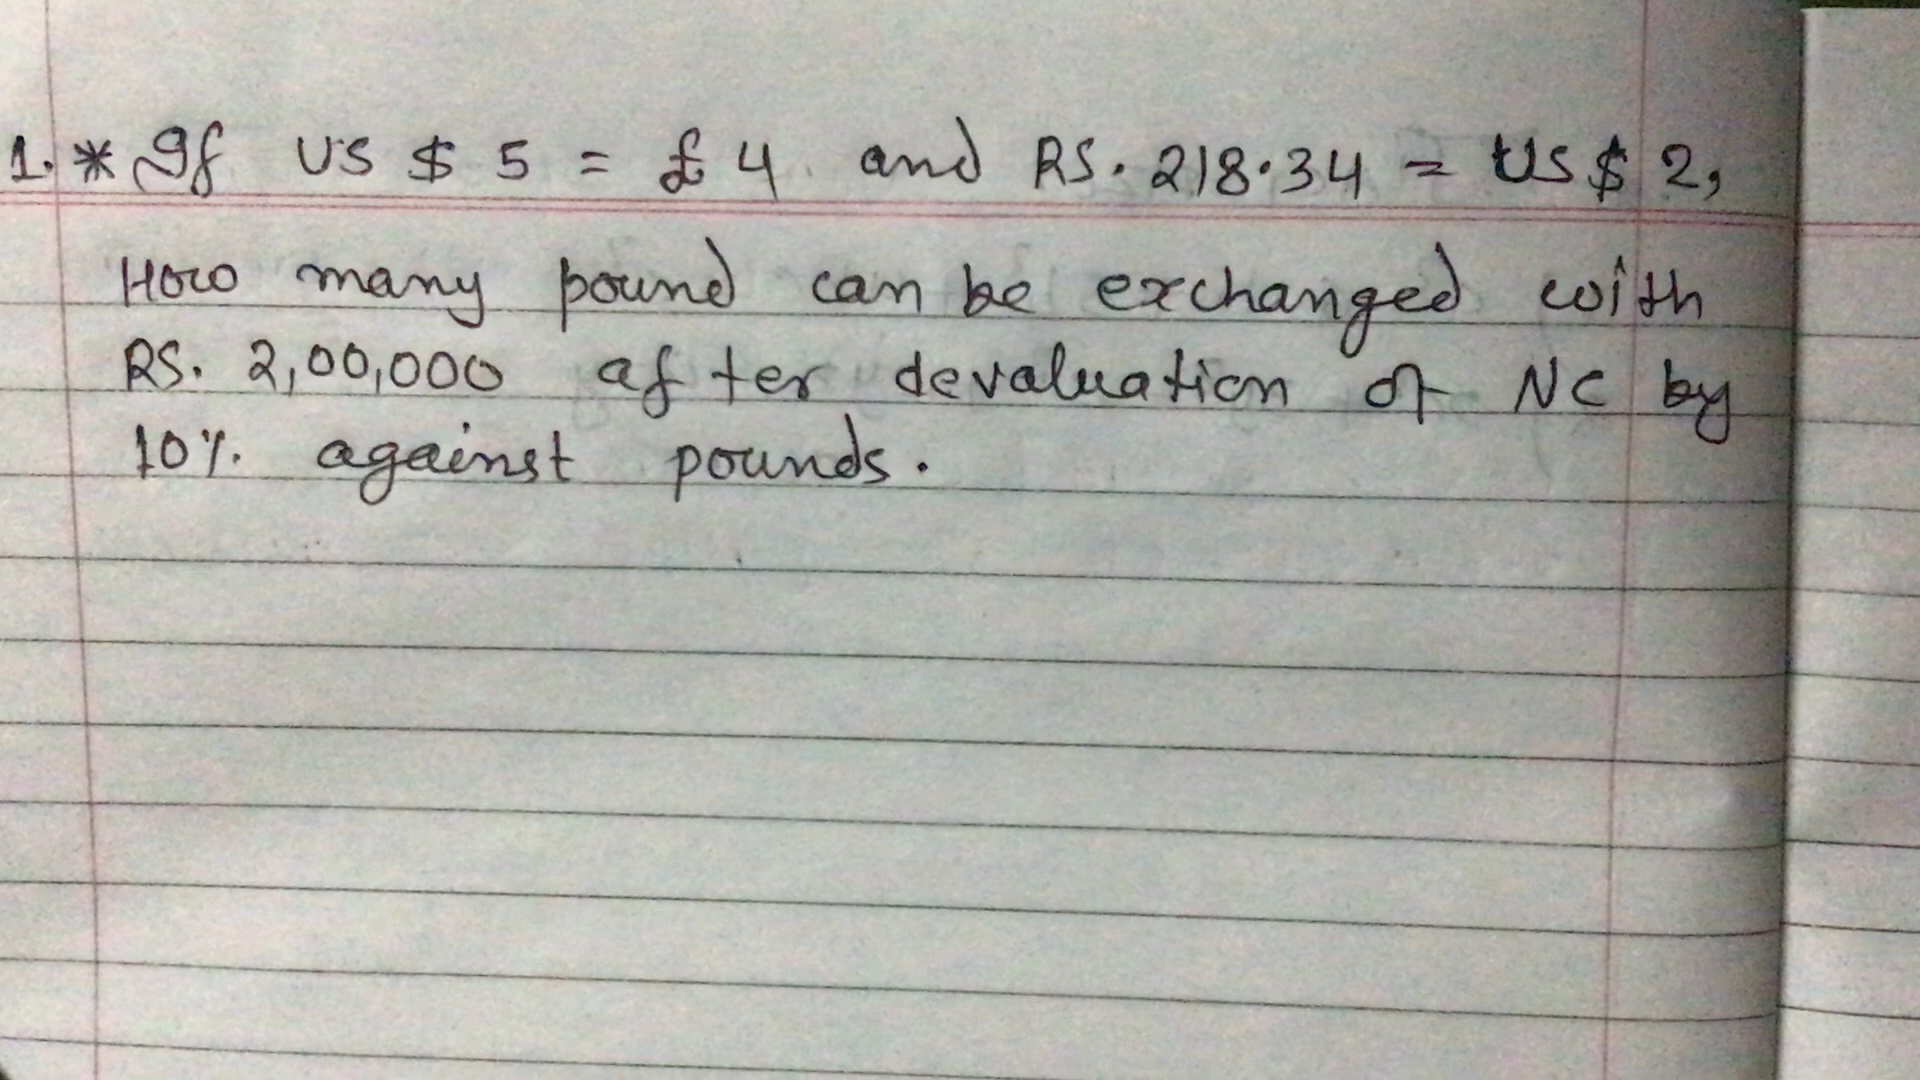 1. * If US $ 5 = £ 4 and RS. 218.34 = US $ 2,
How many pound can be exchanged with
RS. 2,00,000 after devaluation of NC by
10% against pounds.